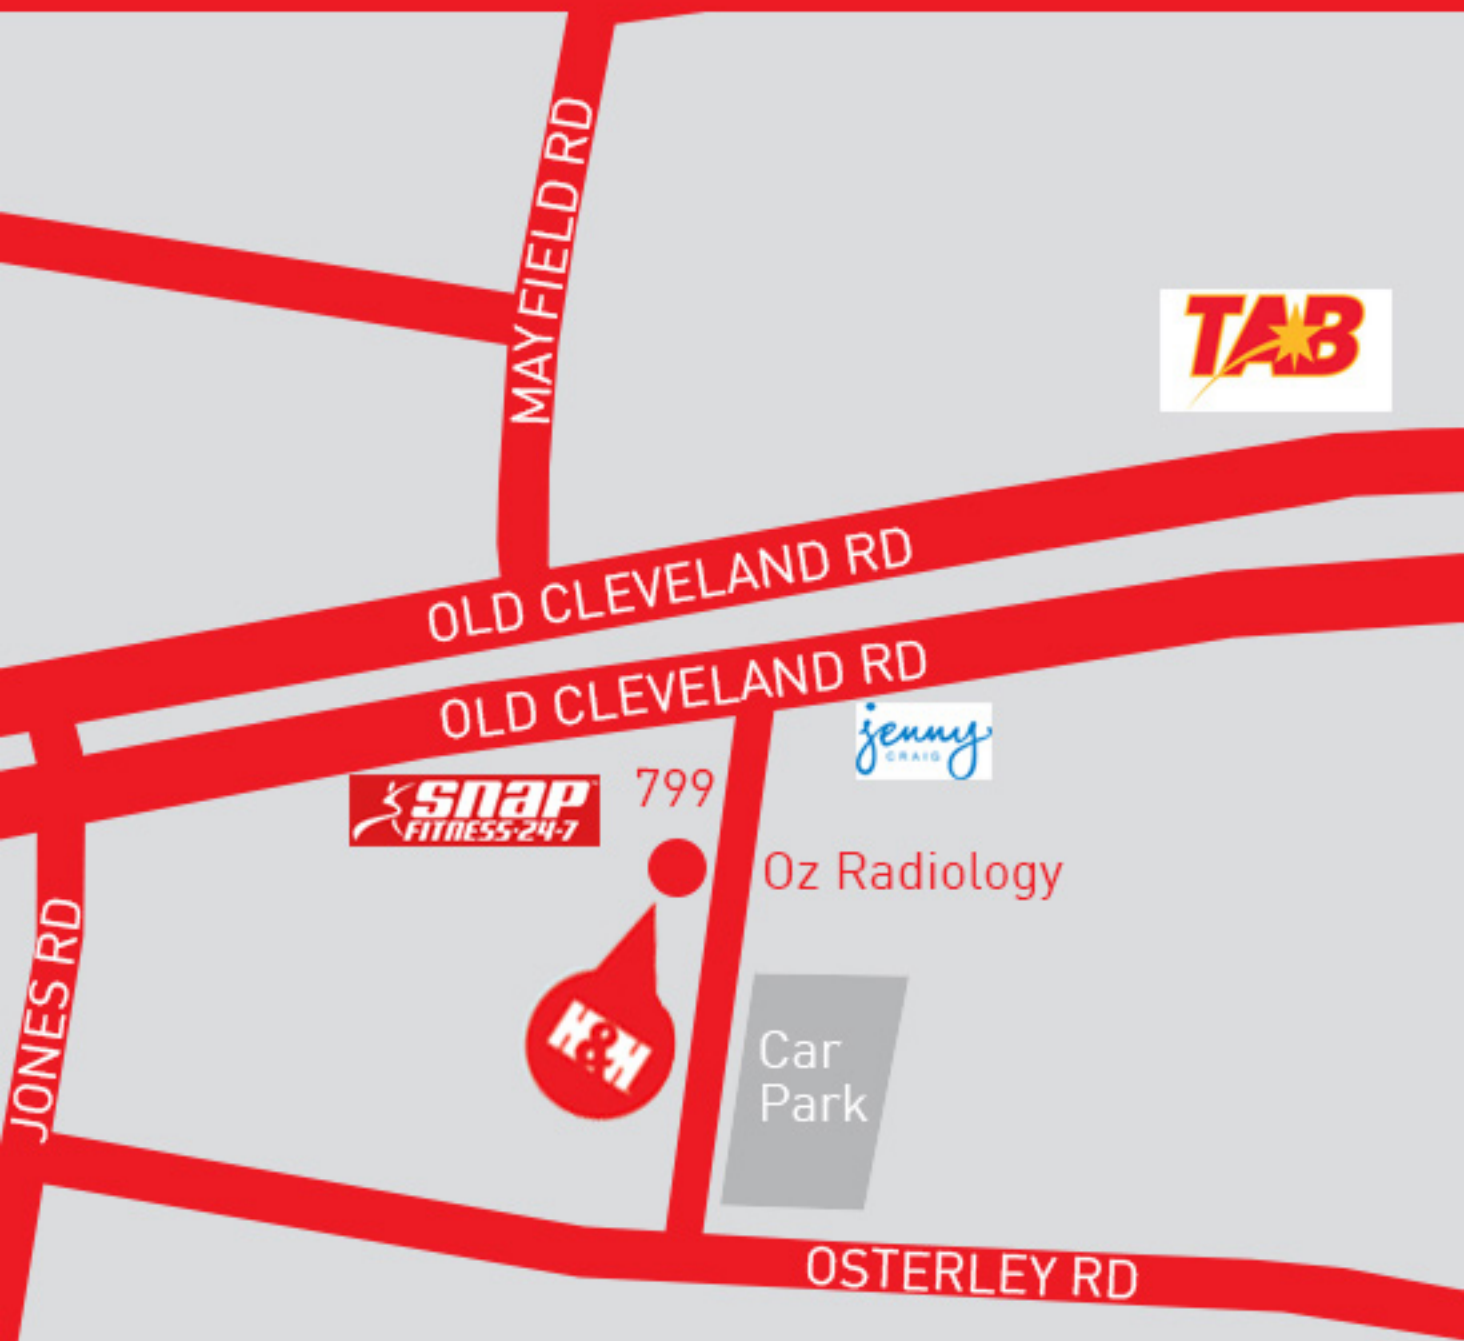 MAYFIELD RD
TAB
OLD CLEVELAND RD
OLD CLEVELAND RD
jenny
CRAIG
snap
FITNESS·24-7
799
Oz Radiology
JONES RD
H&H
Car
Park
OSTERLEY RD